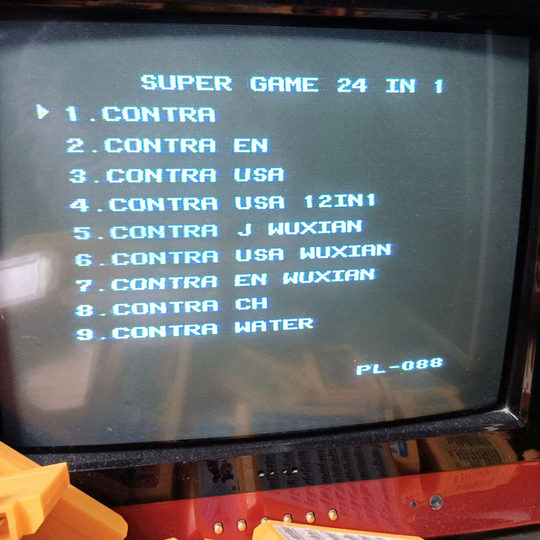 SUPER GAME 24 IN 1
1.CONTRA
2.CONTRA EN
3.CONTRA USA
4.CONTRA USA 12IN1
5.CONTRA J WUXIAN
6.CONTRA USA WUXIAN
7.CONTRA EN WUXIAN
8.CONTRA CH
9.CONTRA WATER
PL-088